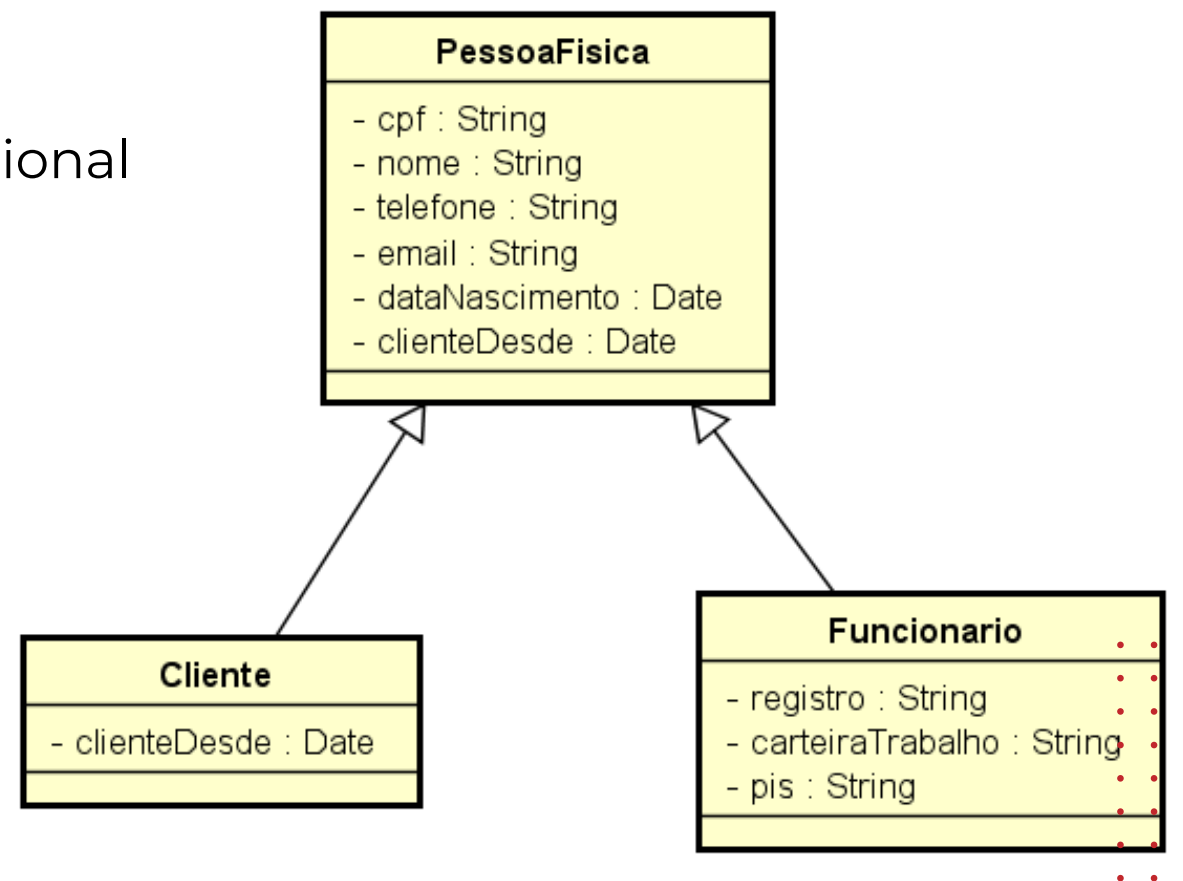 ional
PessoaFisica
- cpf : String
- nome : String
- telefone : String
- email : String
- dataNascimento : Date
- clienteDesde : Date
Cliente
- clienteDesde : Date
Funcionario
- registro : String
- carteiraTrabalho : String
- pis : String